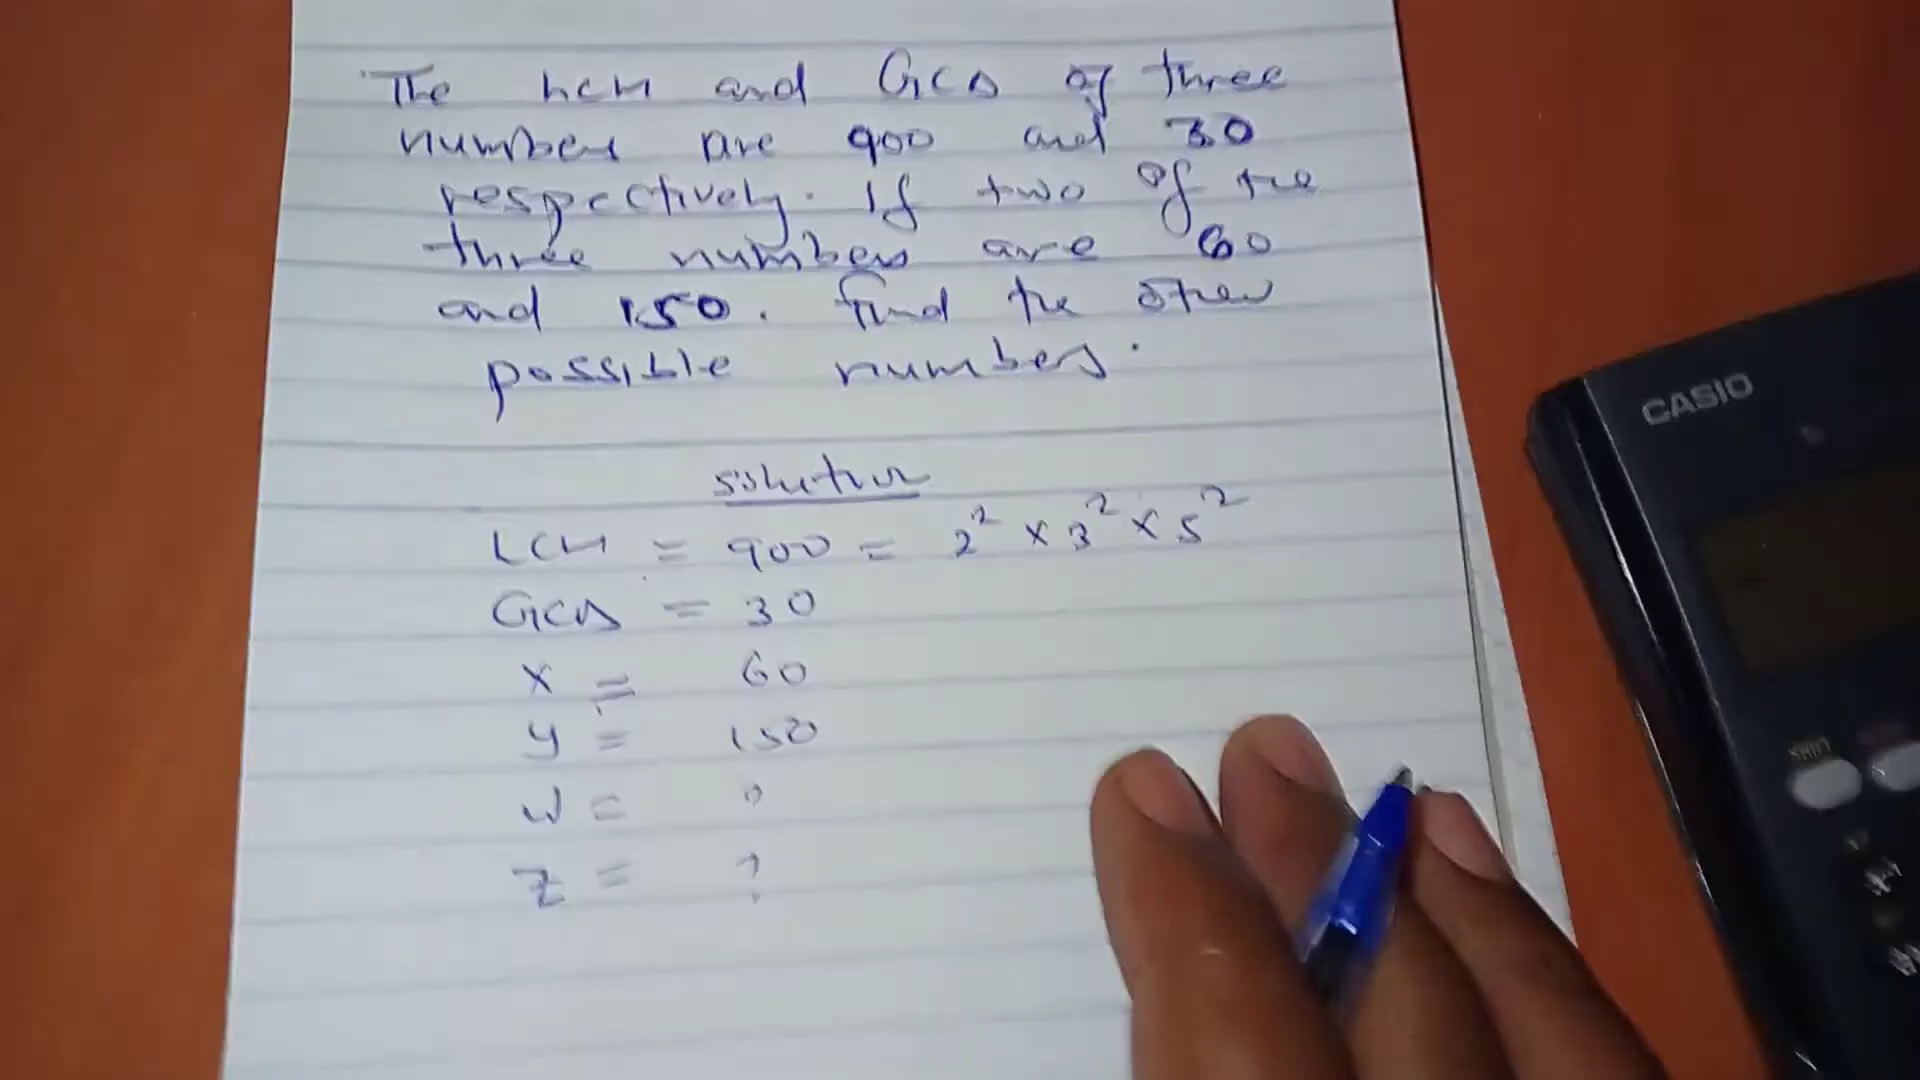 The LCM and GCD of three
numbers are 900 and 30
respectively. If two of the
three numbers are 60
and 150. find the other
possible numbers.
solution
LCM = 900 = 2² × 3² × 5²
GCD = 30
X = 60
y = 150
W = ?
Z = ?
CASIO
SHIFT